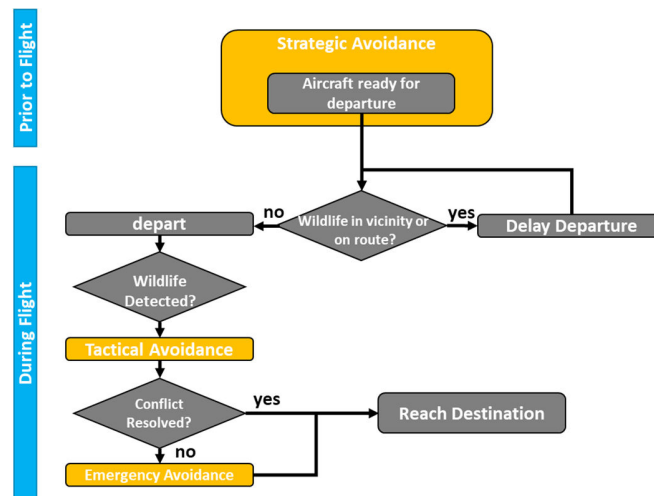 Prior to Flight
Strategic Avoidance
Aircraft ready for
departure
During Flight
Wildlife in vicinity or
on route?
no
yes
depart
Delay Departure
Wildlife
Detected?
Tactical Avoidance
Conflict
Resolved?
yes
no
Reach Destination
Emergency Avoidance